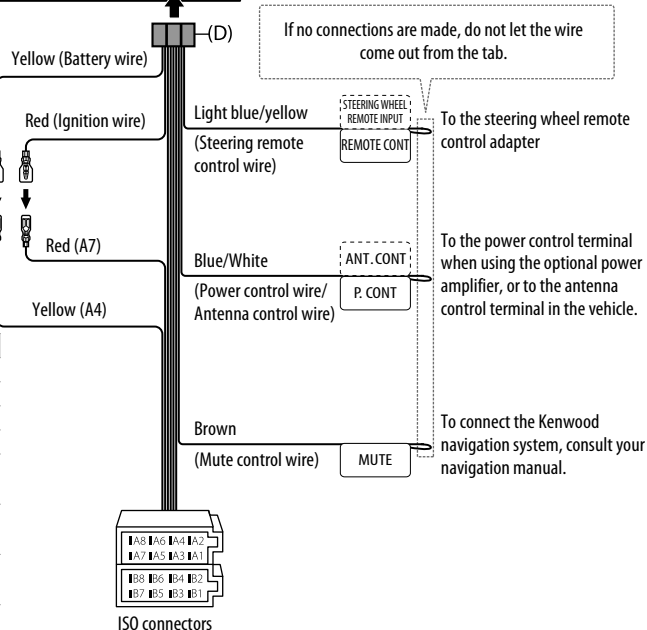 (D)
If no connections are made, do not let the wire
come out from the tab.
Yellow (Battery wire)
Red (Ignition wire)
Light blue/yellow
(Steering remote
control wire)
STEERING WHEEL
REMOTE INPUT
REMOTE CONT
To the steering wheel remote
control adapter
Red (A7)
Yellow (A4)
Blue/White
(Power control wire/
Antenna control wire)
ANT. CONT
P. CONT
To the power control terminal
when using the optional power
amplifier, or to the antenna
control terminal in the vehicle.
Brown
(Mute control wire)
MUTE
To connect the Kenwood
navigation system, consult your
navigation manual.
A8 A6 A4 A2
A7 A5 A3 A1
B8 B6 B4 B2
B7 B5 B3 B1
ISO connectors